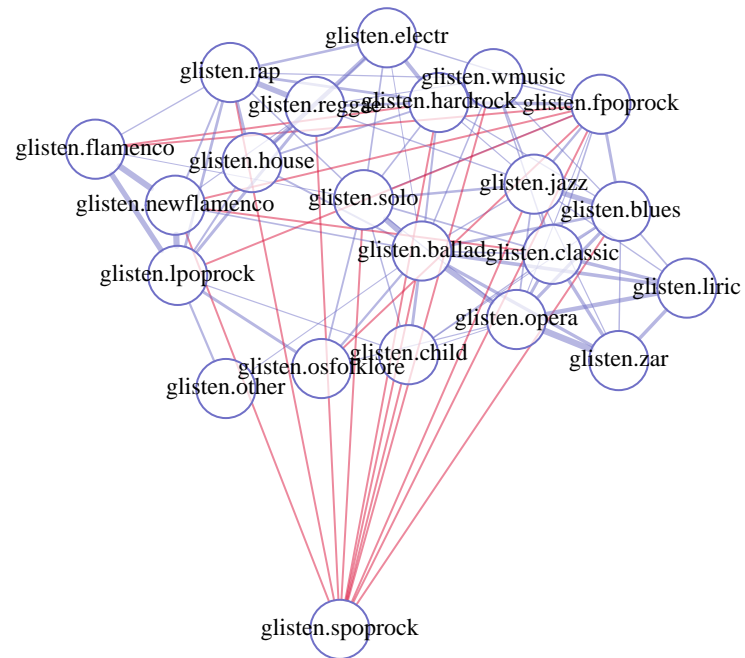 glisten.electr
glisten.rap
glisten.wmusic
glisten.reggae
glisten.hardrock
glisten.fpoprock
glisten.flamenco
glisten.house
glisten.jazz
glisten.solo
glisten.newflamenco
glisten.blues
glisten.ballad
glisten.classic
glisten.lpoprock
glisten.liric
glisten.opera
glisten.child
glisten.osfolklore
glisten.zar
glisten.other
glisten.spoprock